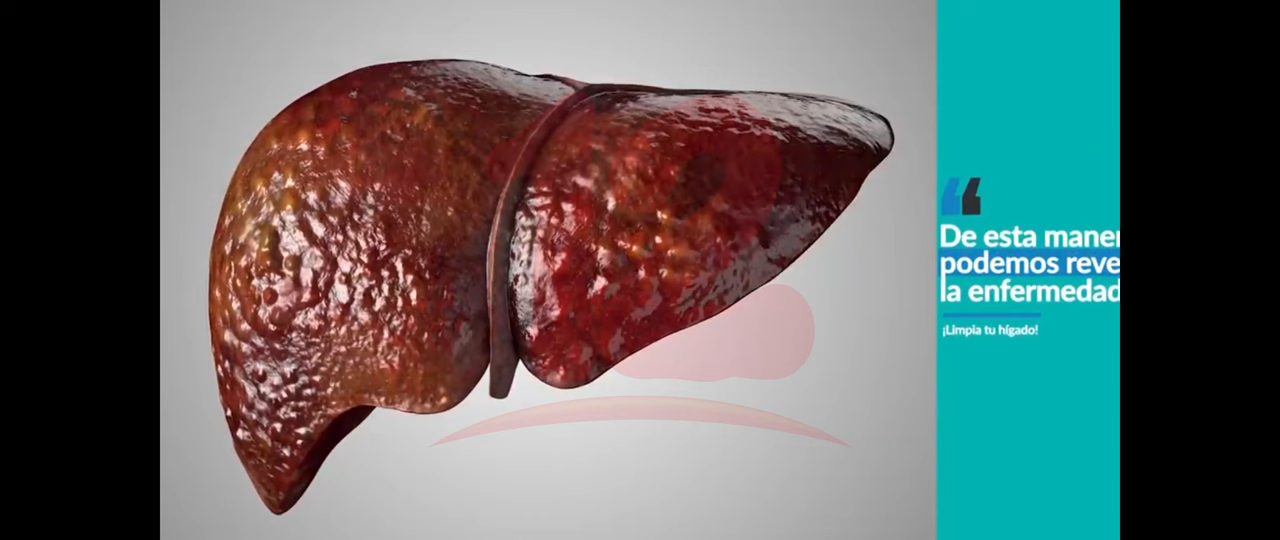 De esta maner
podemos reve
la enfermedad
¡Limpia tu hígado!